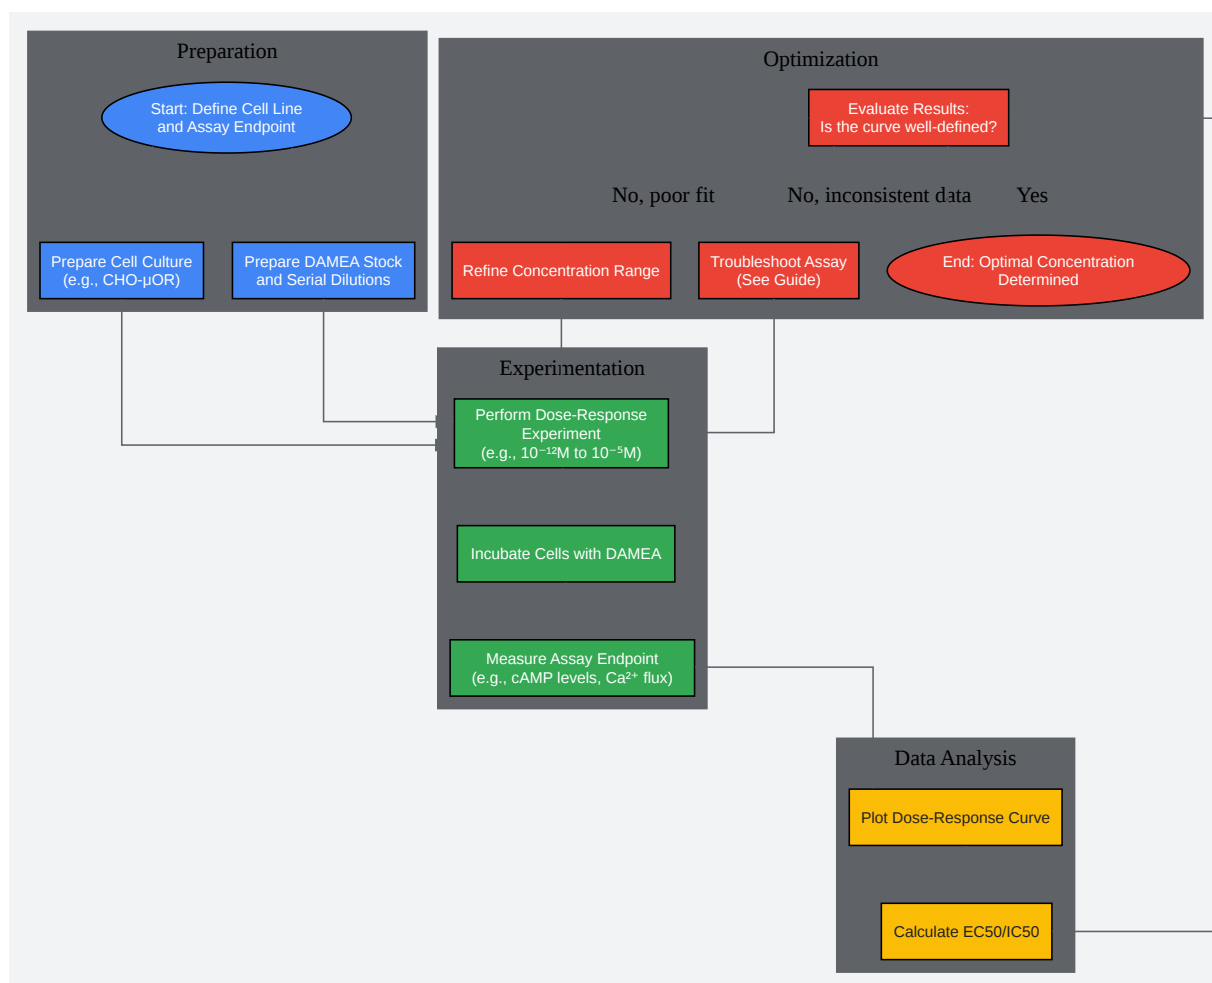 Preparation
Start: Define Cell Line
and Assay Endpoint
Prepare Cell Culture
(e.g., CHO-μOR)
Prepare DAMEA Stock
and Serial Dilutions
Optimization
Evaluate Results:
Is the curve well-defined?
No, poor fit
No, inconsistent data
Yes
Refine Concentration Range
Troubleshoot Assay
(See Guide)
End: Optimal Concentration
Determined
Experimentation
Perform Dose-Response
Experiment
(e.g., 10⁻¹²M to 10⁻⁵M)
Incubate Cells with DAMEA
Measure Assay Endpoint
(e.g., cAMP levels, Ca²⁺ flux)
Data Analysis
Plot Dose-Response Curve
Calculate EC50/IC50